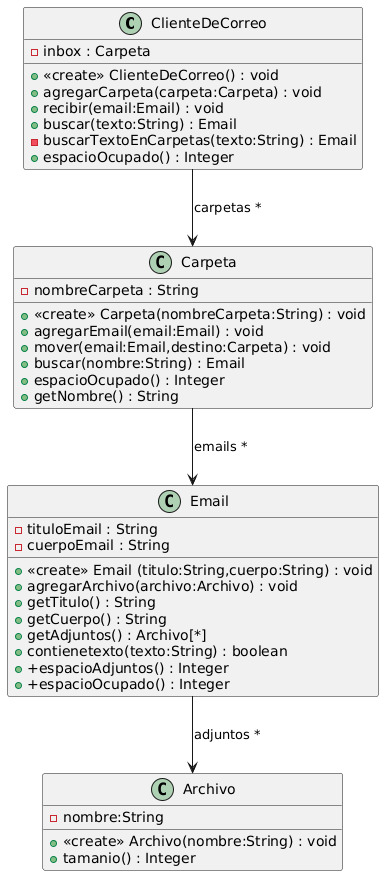 C ClienteDeCorreo
inbox : Carpeta
«create» ClienteDeCorreo() : void
agregarCarpeta(carpeta:Carpeta) : void
recibir(email:Email) : void
buscar(texto:String) : Email
buscarTextoEnCarpetas(texto:String) : Email
espacioOcupado() : Integer
carpetas *
C Carpeta
nombreCarpeta : String
«create» Carpeta(nombreCarpeta:String) : void
agregarEmail(email:Email) : void
mover(email:Email,destino:Carpeta) : void
buscar(nombre:String) : Email
espacioOcupado() : Integer
getNombre() : String
emails *
C Email
tituloEmail : String
cuerpoEmail : String
«create» Email (titulo:String,cuerpo:String) : void
agregarArchivo(archivo:Archivo) : void
getTitulo() : String
getCuerpo() : String
getAdjuntos() : Archivo[*]
contienetexto(texto:String) : boolean
+espacioAdjuntos() : Integer
+espacioOcupado() : Integer
adjuntos *
C Archivo
nombre:String
«create» Archivo(nombre:String) : void
tamanio() : Integer